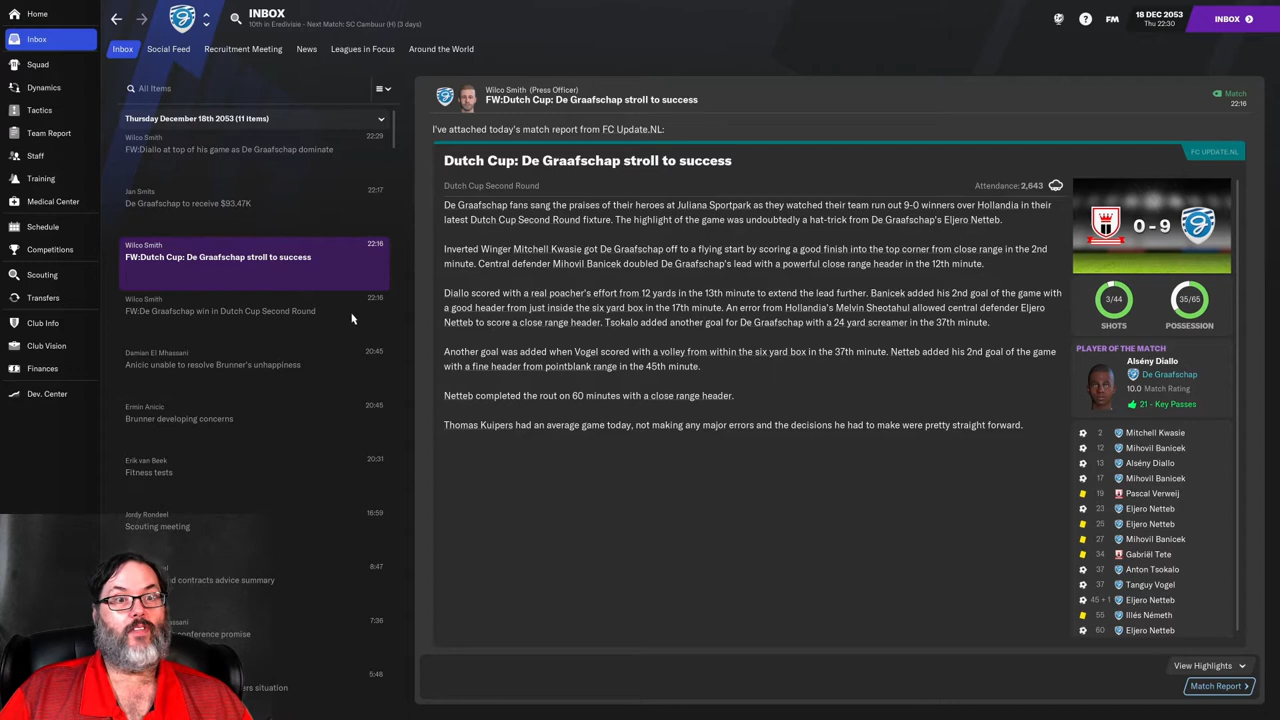 Home
Inbox
Squad
Dynamics
Tactics
Team Report
Staff
Training
Medical Center
Schedule
Competitions
Scouting
Transfers
Club Info
Club Vision
Finances
Dev. Center
INBOX
10th in Eredivisie - Next Match: SC Cambuur (H) (3 days)
FM
18 DEC 2053
Thu 22:30
INBOX
Inbox
Social Feed
Recruitment Meeting
News
Leagues in Focus
Around the World
All Items
Thursday December 18th 2053 (11 items)
Wilco Smith 22:29
FW:Diallo at top of his game as De Graafschap dominate
Jan Smits 22:17
De Graafschap to receive $93.47K
Wilco Smith 22:16
FW:Dutch Cup: De Graafschap stroll to success
Wilco Smith 22:16
FW:De Graafschap win in Dutch Cup Second Round
Damian El Mhassani 20:45
Anicic unable to resolve Brunner's unhappiness
Ermin Anicic 20:45
Brunner developing concerns
Erik van Beek 20:31
Fitness tests
Jordy Rondeel 16:59
Scouting meeting
8:47
contracts advice summary
7:36
conference promise
5:48
situation
Wilco Smith (Press Officer)
FW:Dutch Cup: De Graafschap stroll to success
Match
22:16
I've attached today's match report from FC Update.NL:
FC UPDATE.NL
Dutch Cup: De Graafschap stroll to success
Dutch Cup Second Round
Attendance: 2,643
De Graafschap fans sang the praises of their heroes at Juliana Sportpark as they watched their team run out 9-0 winners over Hollandia in their
latest Dutch Cup Second Round fixture. The highlight of the game was undoubtedly a hat-trick from De Graafschap's Eljero Netteb.
Inverted Winger Mitchell Kwasie got De Graafschap off to a flying start by scoring a good finish into the top corner from close range in the 2nd
minute. Central defender Mihovil Banicek doubled De Graafschap's lead with a powerful close range header in the 12th minute.
Diallo scored with a real poacher's effort from 12 yards in the 13th minute to extend the lead further. Banicek added his 2nd goal of the game with
a good header from just inside the six yard box in the 17th minute. An error from Hollandia's Melvin Sheotahul allowed central defender Eljero
Netteb to score a close range header. Tsokalo added another goal for De Graafschap with a 24 yard screamer in the 37th minute.
Another goal was added when Vogel scored with a volley from within the six yard box in the 37th minute. Netteb added his 2nd goal of the game
with a fine header from pointblank range in the 45th minute.
Netteb completed the rout on 60 minutes with a close range header.
Thomas Kuipers had an average game today, not making any major errors and the decisions he had to make were pretty straight forward.
0 - 9
3/44
SHOTS
35/65
POSSESSION
PLAYER OF THE MATCH
Alsény Diallo
De Graafschap
10.0 Match Rating
21 - Key Passes
2 Mitchell Kwasie
12 Mihovil Banicek
13 Alsény Diallo
17 Mihovil Banicek
19 Pascal Verweij
23 Eljero Netteb
25 Eljero Netteb
27 Mihovil Banicek
34 Gabriël Tete
37 Anton Tsokalo
37 Tanguy Vogel
45 + 1 Eljero Netteb
55 Illés Németh
60 Eljero Netteb
View Highlights
Match Report